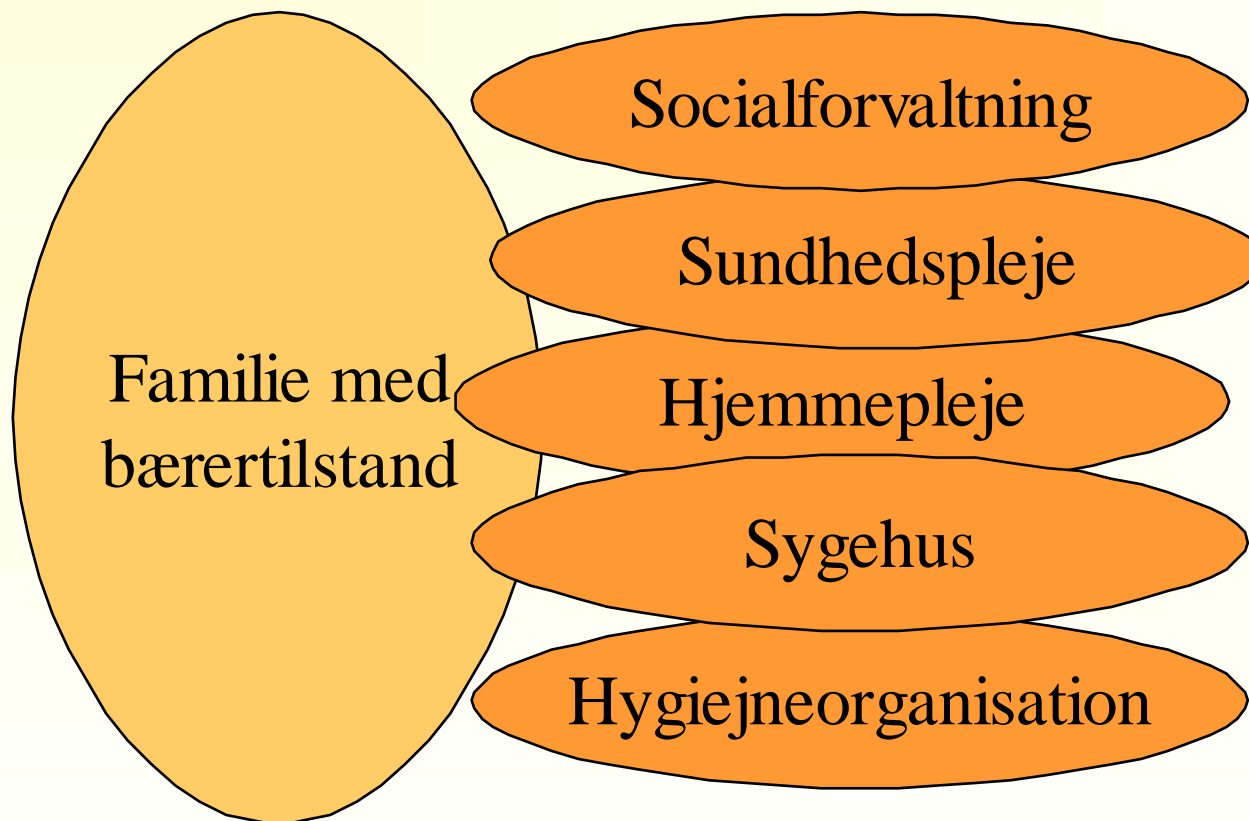 Socialforvaltning
Sundhedspleje
Familie med
bærertilstand
Hjemmepleje
Sygehus
Hygiejneorganisation